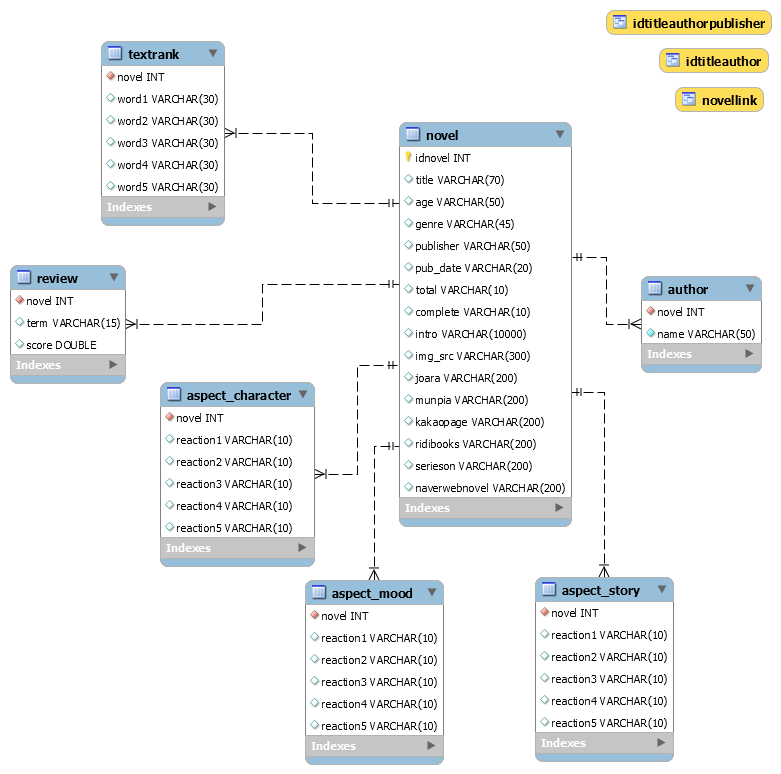 idtitleauthorpublisher
idtitleauthor
novellink
textrank
novel INT
word1 VARCHAR(30)
word2 VARCHAR(30)
word3 VARCHAR(30)
word4 VARCHAR(30)
word5 VARCHAR(30)
Indexes
novel
idnovel INT
title VARCHAR(70)
age VARCHAR(50)
genre VARCHAR(45)
publisher VARCHAR(50)
pub_date VARCHAR(20)
total VARCHAR(10)
complete VARCHAR(10)
intro VARCHAR(10000)
img_src VARCHAR(300)
joara VARCHAR(200)
munpia VARCHAR(200)
kakaopage VARCHAR(200)
ridibooks VARCHAR(200)
serieson VARCHAR(200)
naverwebnovel VARCHAR(200)
Indexes
review
novel INT
term VARCHAR(15)
score DOUBLE
Indexes
author
novel INT
name VARCHAR(50)
Indexes
aspect_character
novel INT
reaction1 VARCHAR(10)
reaction2 VARCHAR(10)
reaction3 VARCHAR(10)
reaction4 VARCHAR(10)
reaction5 VARCHAR(10)
Indexes
aspect_mood
novel INT
reaction1 VARCHAR(10)
reaction2 VARCHAR(10)
reaction3 VARCHAR(10)
reaction4 VARCHAR(10)
reaction5 VARCHAR(10)
Indexes
aspect_story
novel INT
reaction1 VARCHAR(10)
reaction2 VARCHAR(10)
reaction3 VARCHAR(10)
reaction4 VARCHAR(10)
reaction5 VARCHAR(10)
Indexes